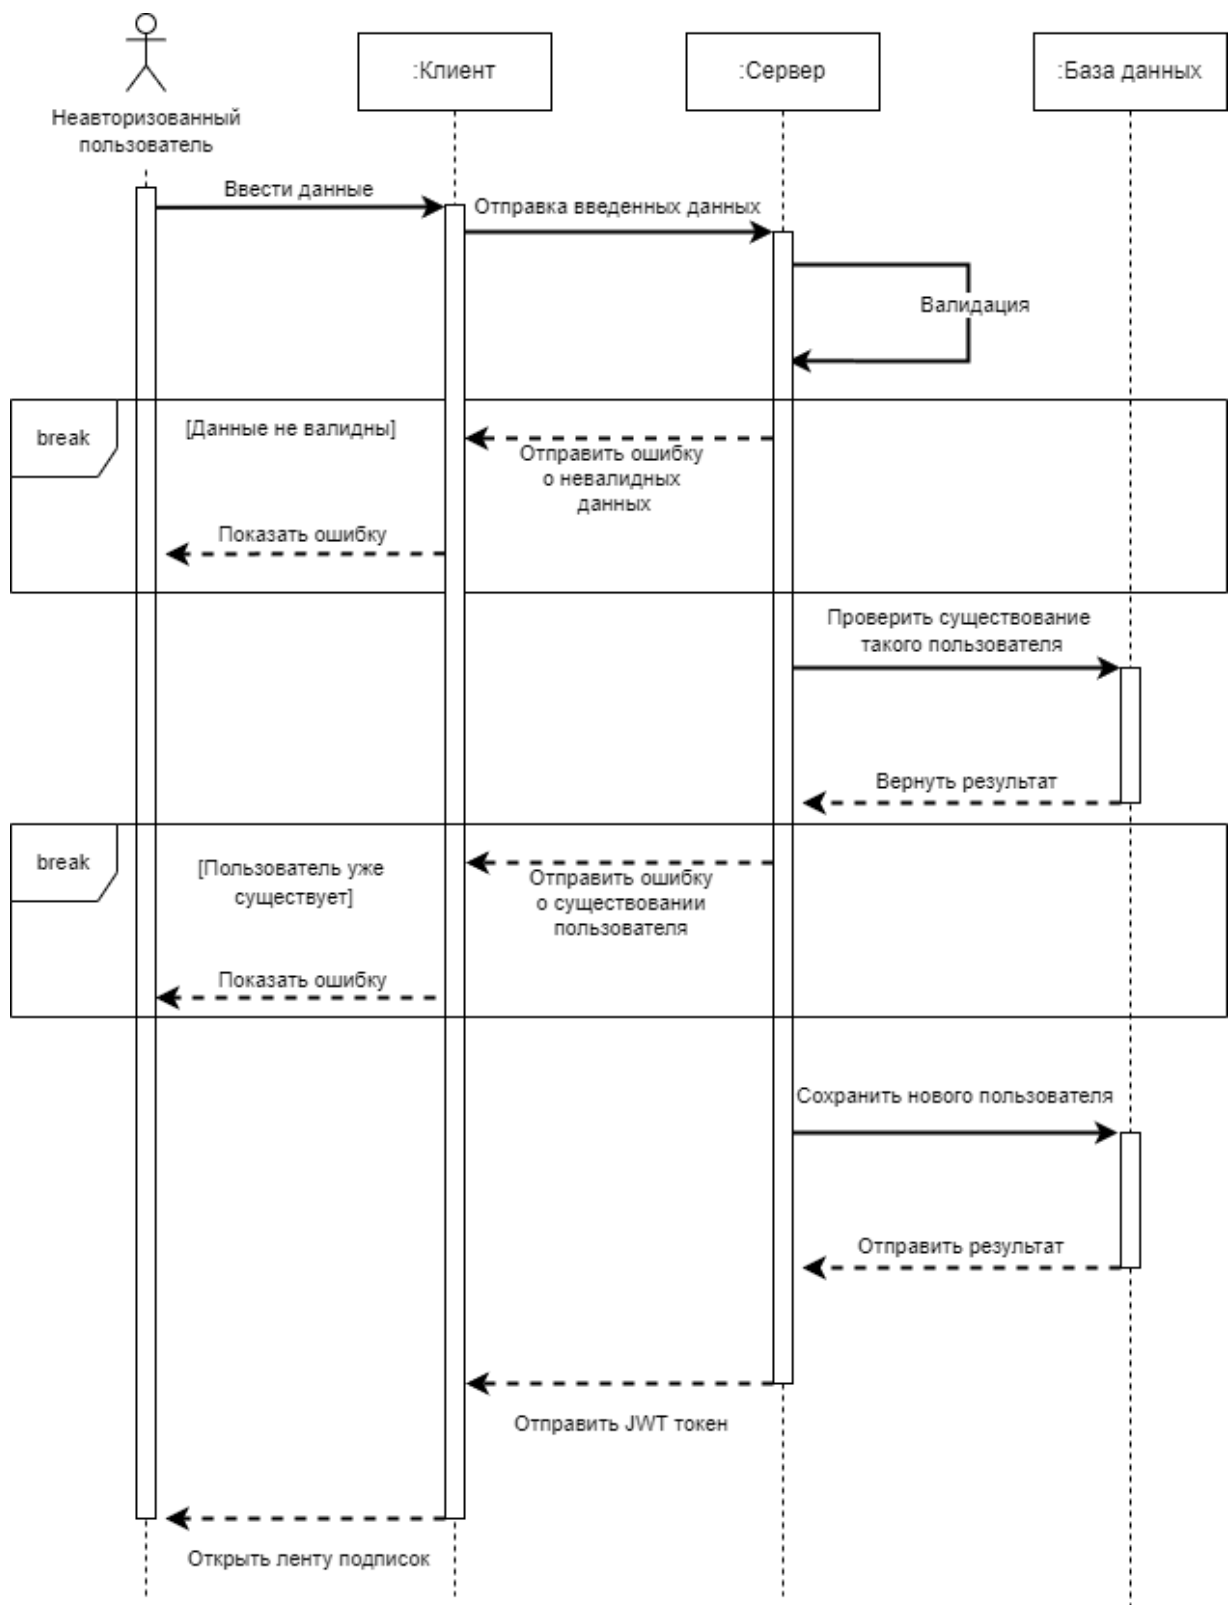 Неавторизованный
пользователь
:Клиент
:Сервер
:База данных
Ввести данные
Отправка введенных данных
Валидация
break
[Данные не валидны]
Отправить ошибку
о невалидных
данных
Показать ошибку
Проверить существование
такого пользователя
Вернуть результат
break
[Пользователь уже
существует]
Отправить ошибку
о существовании
пользователя
Показать ошибку
Сохранить нового пользователя
Отправить результат
Отправить JWT токен
Открыть ленту подписок